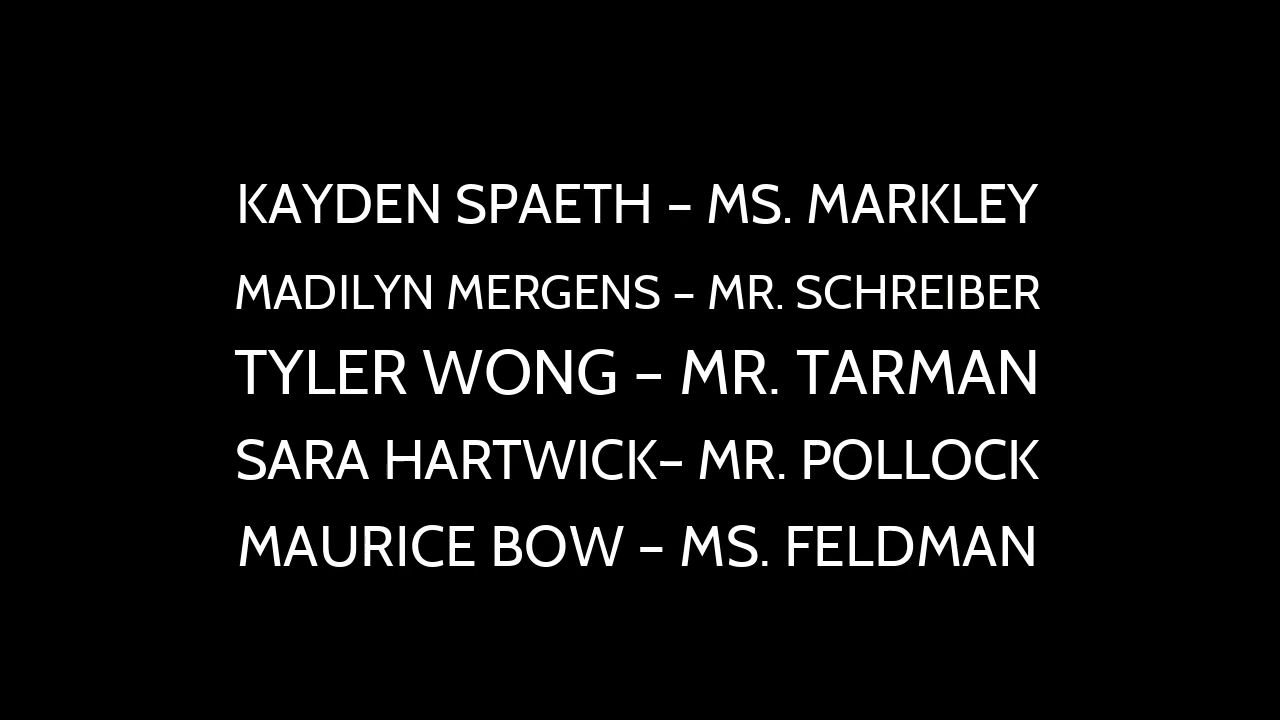 KAYDEN SPAETH – MS. MARKLEY
MADILYN MERGENS – MR. SCHREIBER
TYLER WONG – MR. TARMAN
SARA HARTWICK– MR. POLLOCK
MAURICE BOW – MS. FELDMAN